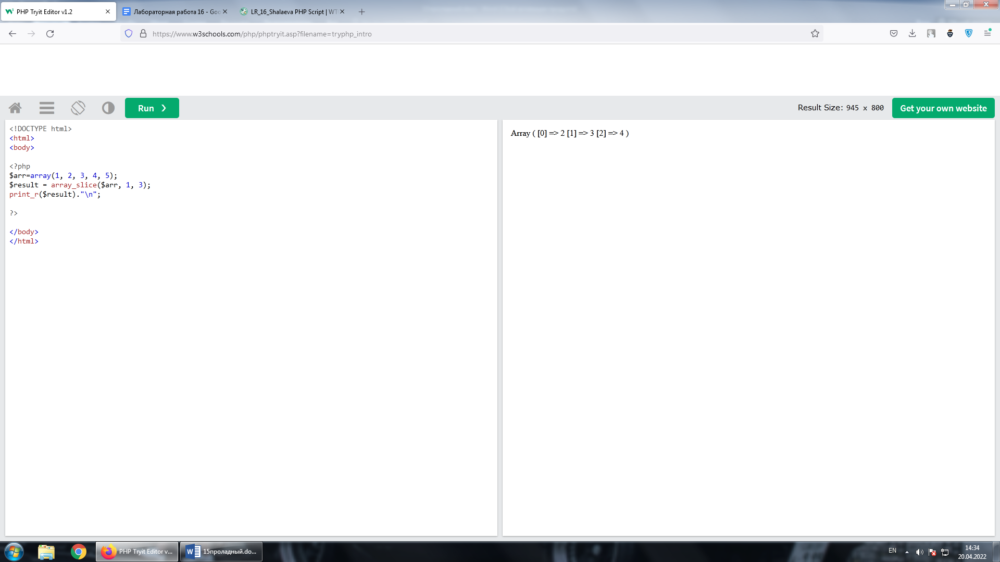 PHP Tryit Editor v1.2
Лабораторная работа 16 - Goo
LR_16_Shalaeva PHP Script | WT
https://www.w3schools.com/php/phptryit.asp?filename=tryphp_intro
Run ❯
Result Size: 945 x 800
Get your own website
<!DOCTYPE html>
<html>
<body>
<?php
$arr=array(1, 2, 3, 4, 5);
$result = array_slice($arr, 1, 3);
print_r($result)."\n";
?>
</body>
</html>
Array ( [0] => 2 [1] => 3 [2] => 4 )
PHP Tryit Editor v...
15проладный.do...
EN
14:34
20.04.2022